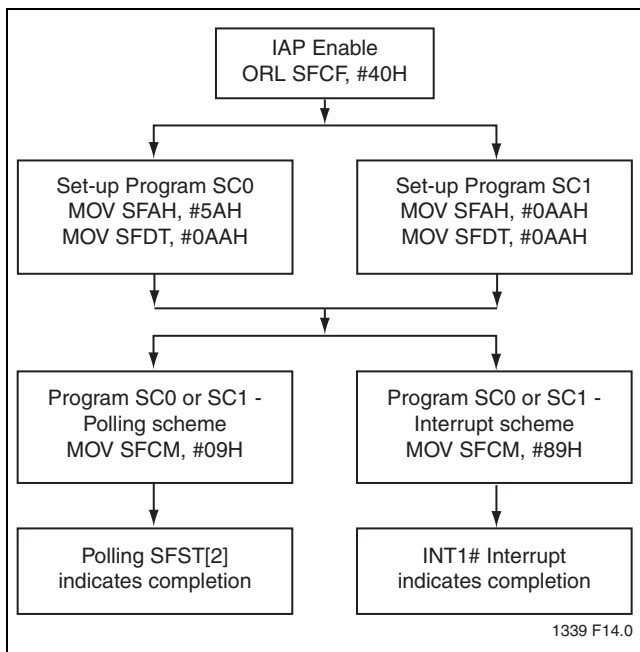 IAP Enable
ORL SFCF, #40H
Set-up Program SC0
MOV SFAH, #5AH
MOV SFDT, #0AAH
Set-up Program SC1
MOV SFAH, #0AAH
MOV SFDT, #0AAH
Program SC0 or SC1 -
Polling scheme
MOV SFCM, #09H
Program SC0 or SC1 -
Interrupt scheme
MOV SFCM, #89H
Polling SFST[2]
indicates completion
INT1# Interrupt
indicates completion
1339 F14.0